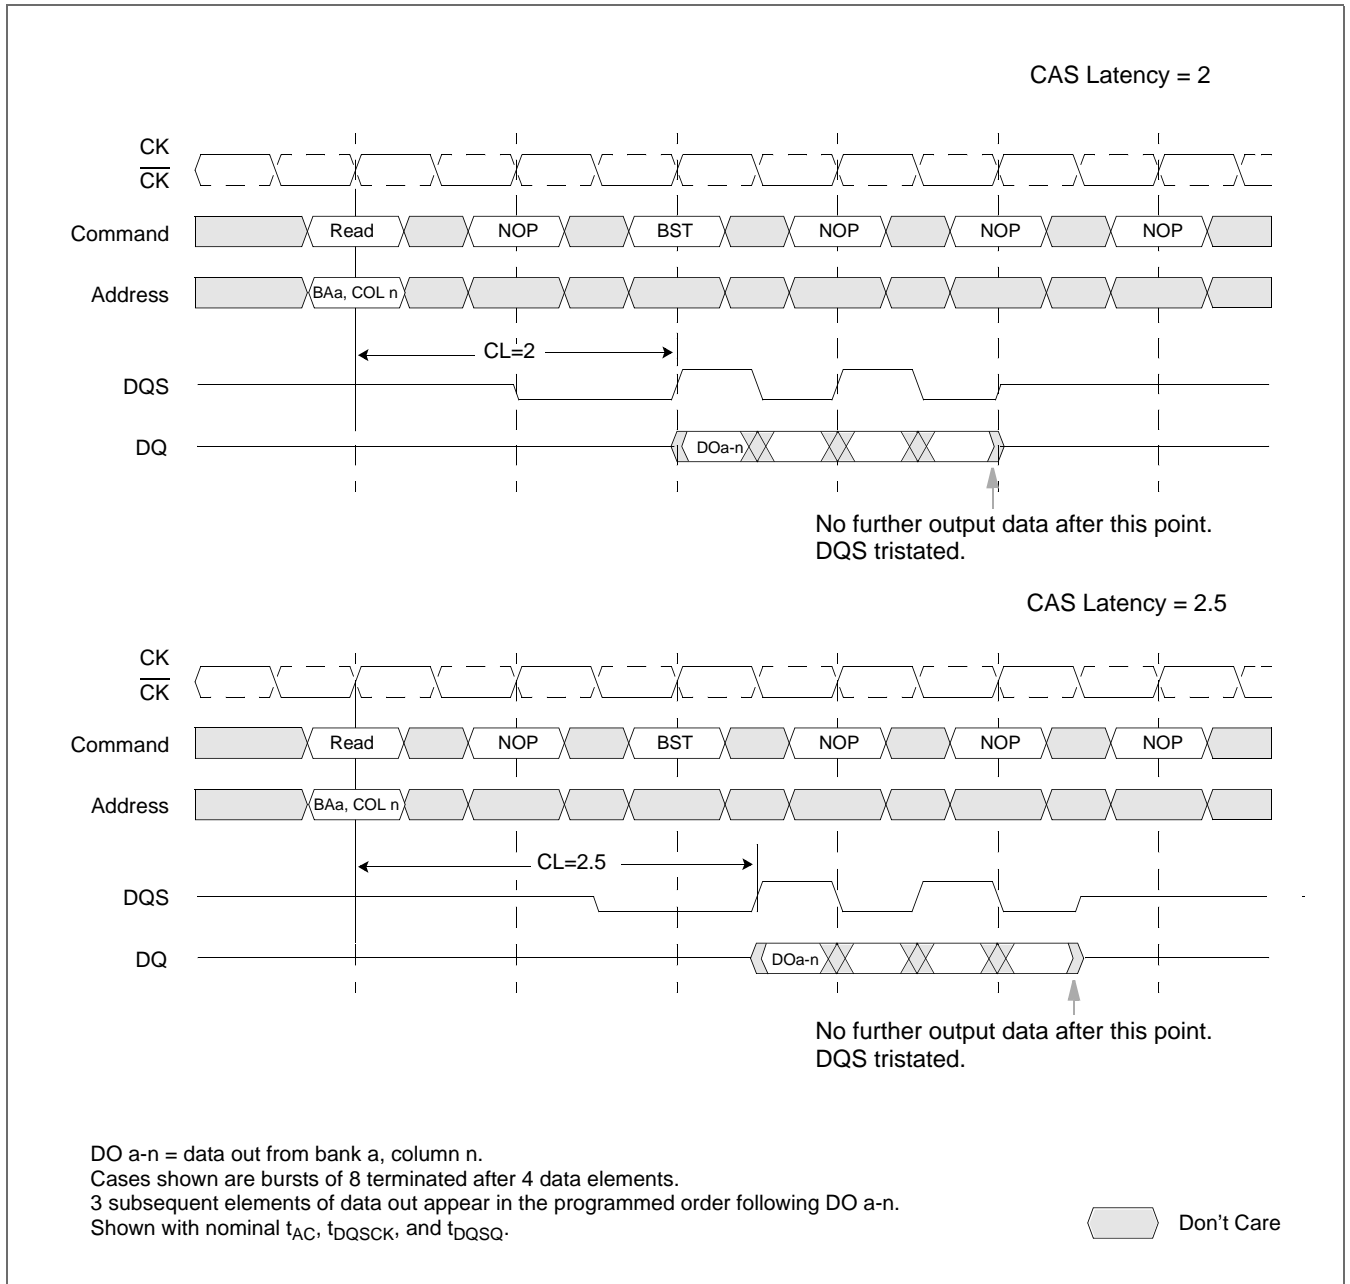 CAS Latency = 2
CK
CK
Command Read NOP BST NOP NOP NOP
Address BAa, COL n
CL=2
DQS
DQ DOa-n
No further output data after this point.
DQS tristated.
CAS Latency = 2.5
CK
CK
Command Read NOP BST NOP NOP NOP
Address BAa, COL n
CL=2.5
DQS
DQ DOa-n
No further output data after this point.
DQS tristated.
DO a-n = data out from bank a, column n.
Cases shown are bursts of 8 terminated after 4 data elements.
3 subsequent elements of data out appear in the programmed order following DO a-n.
Shown with nominal tAC, tDQSCK, and tDQSQ.
Don't Care